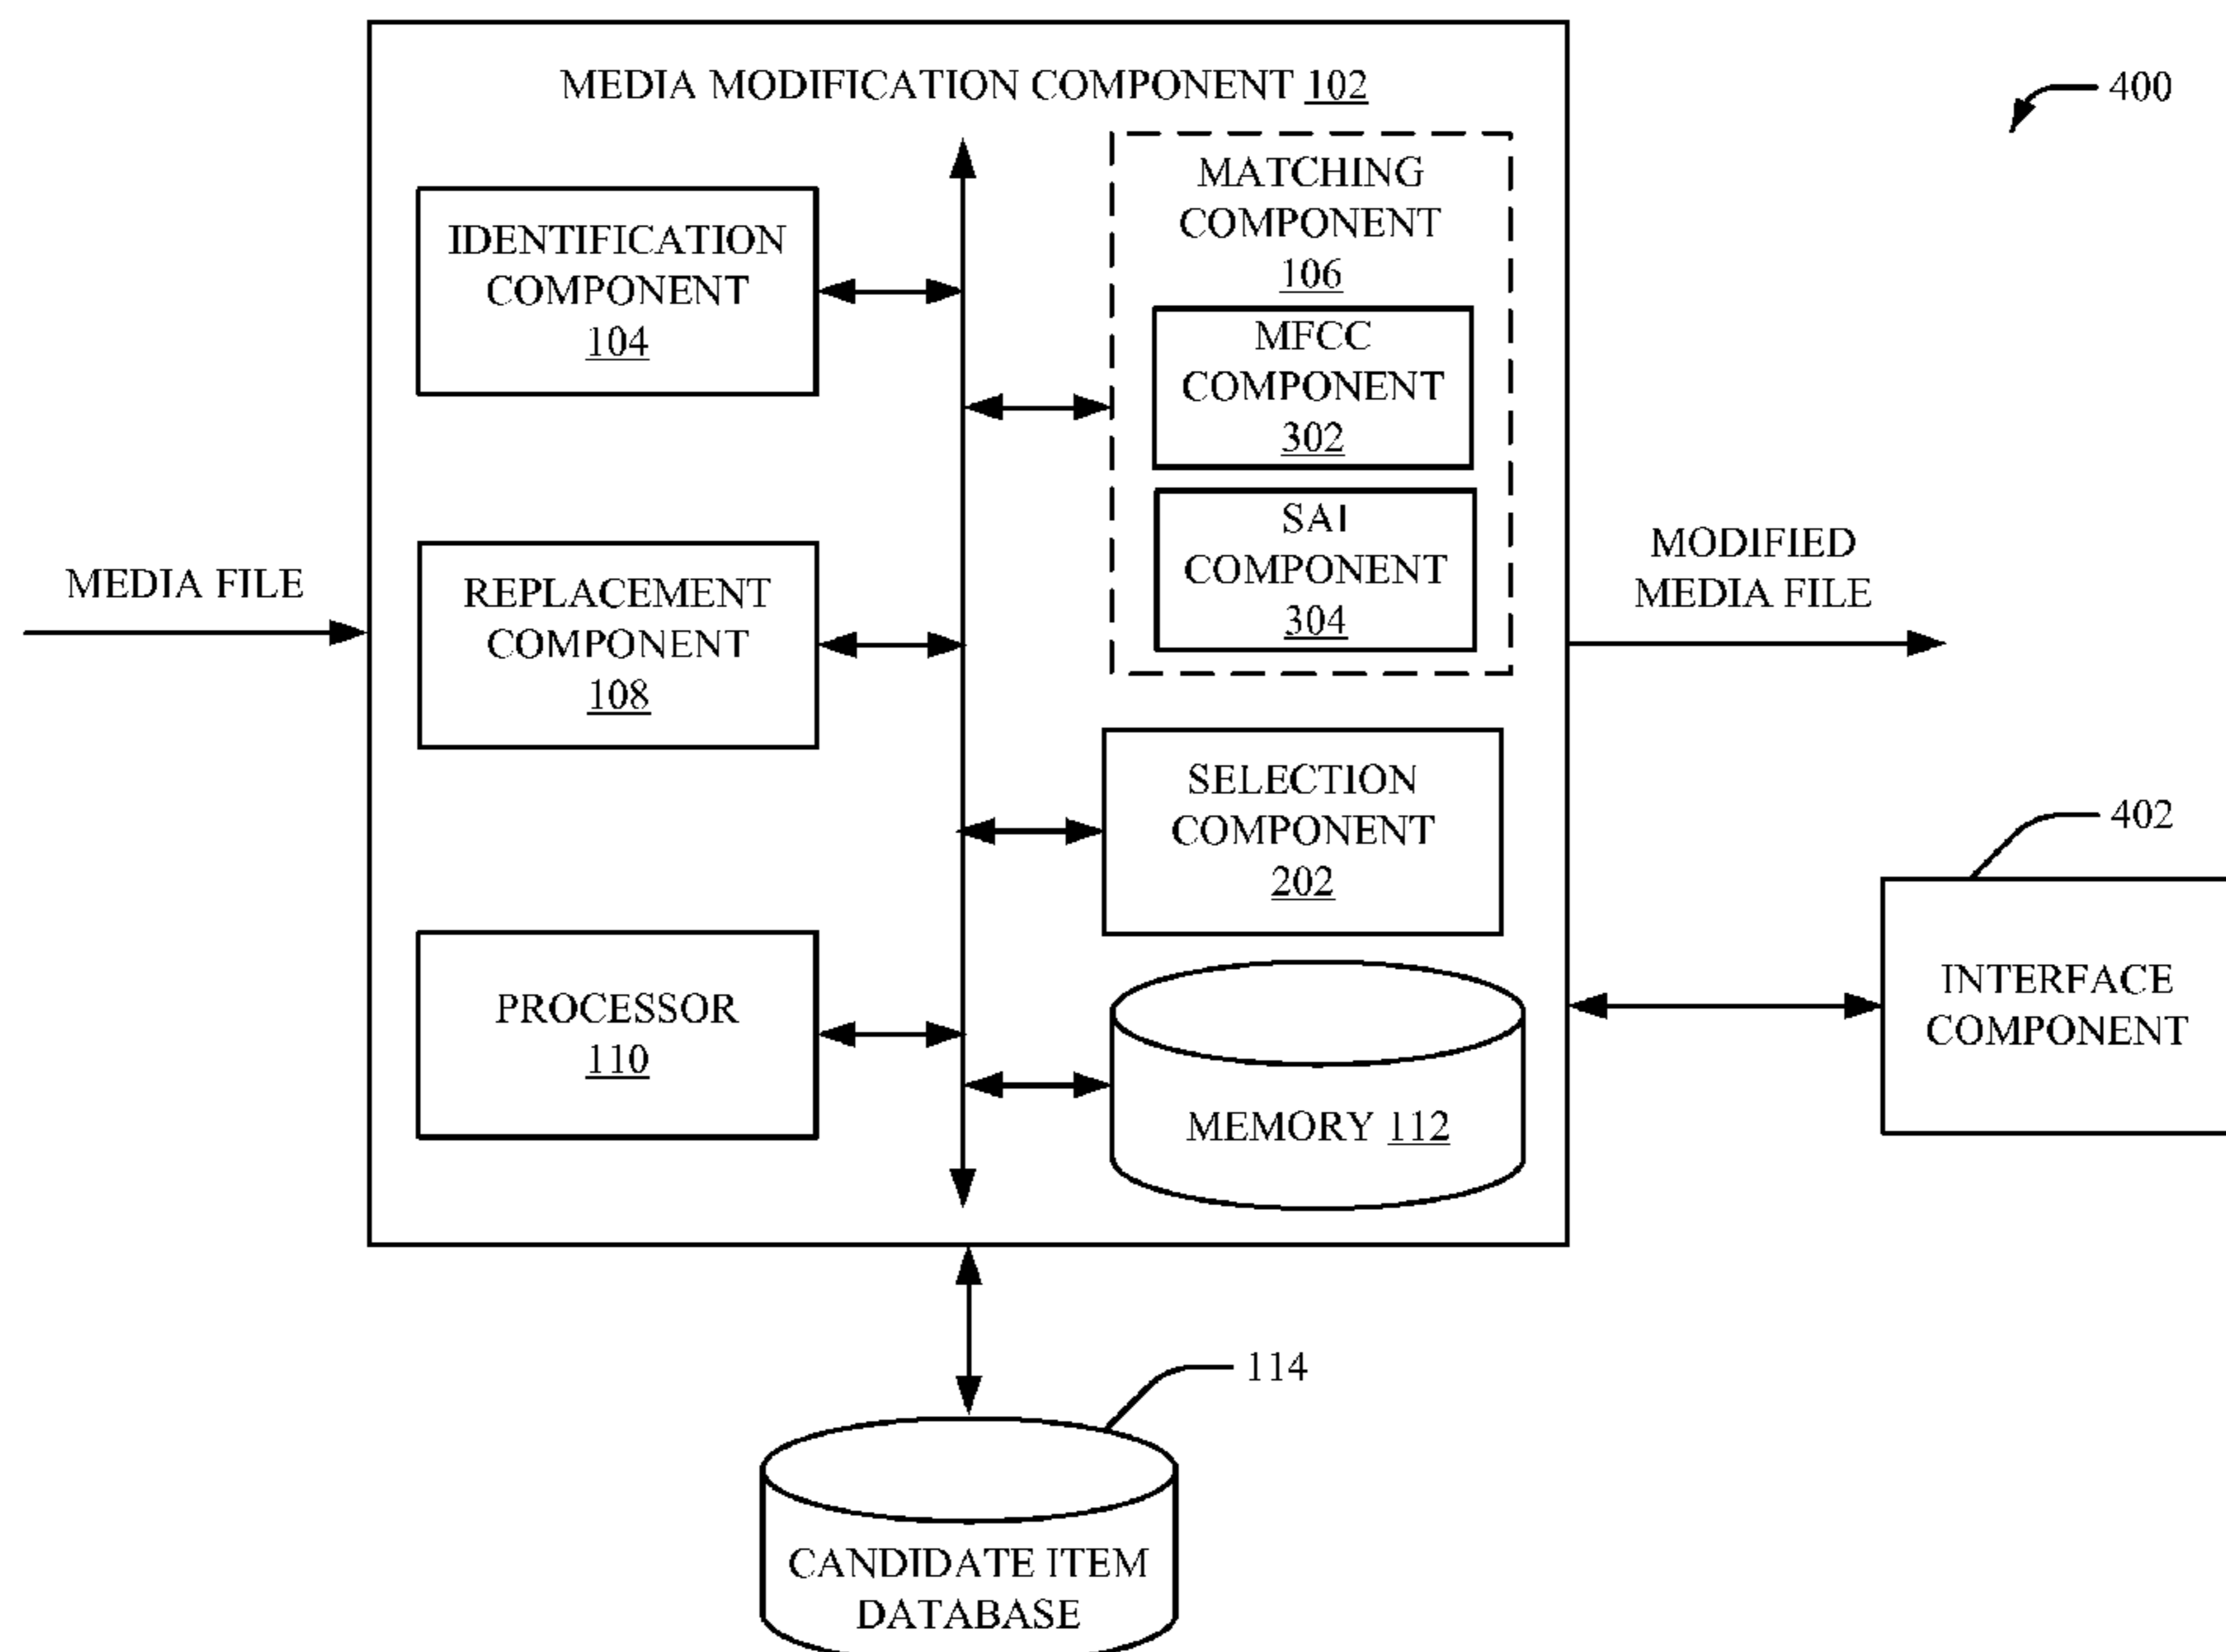 MEDIA MODIFICATION COMPONENT 102
400
IDENTIFICATION
COMPONENT
104
MATCHING
COMPONENT
106
MFCC
COMPONENT
302
SAI
COMPONENT
304
MEDIA FILE
REPLACEMENT
COMPONENT
108
MODIFIED
MEDIA FILE
SELECTION
COMPONENT
202
402
PROCESSOR
110
MEMORY 112
INTERFACE
COMPONENT
114
CANDIDATE ITEM
DATABASE